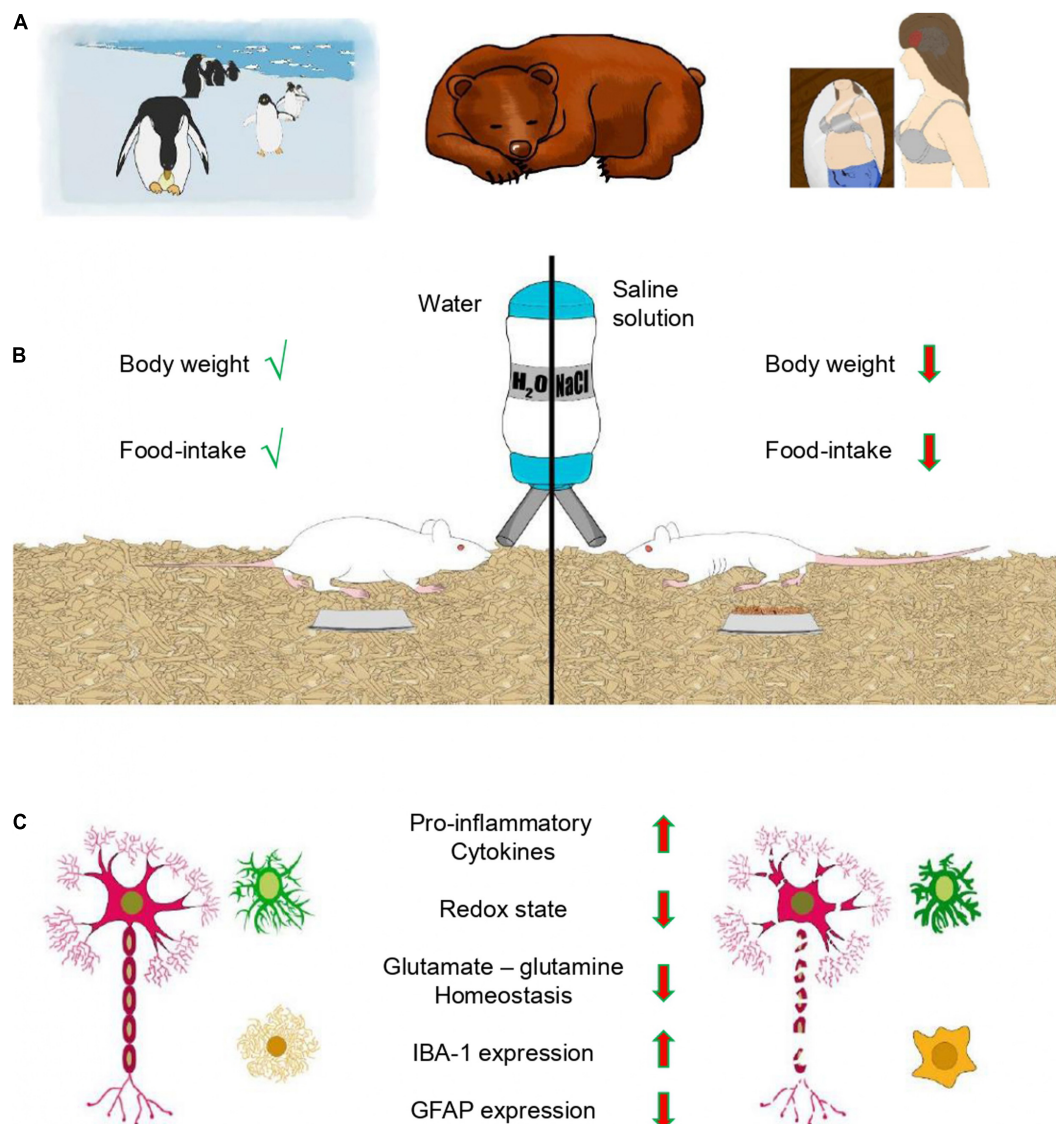 A
Water
Saline
solution
B
Body weight √
Body weight
H2O NaCl
Food-intake √
Food-intake
C
Pro-inflammatory
Cytokines
Redox state
Glutamate – glutamine
Homeostasis
IBA-1 expression
GFAP expression